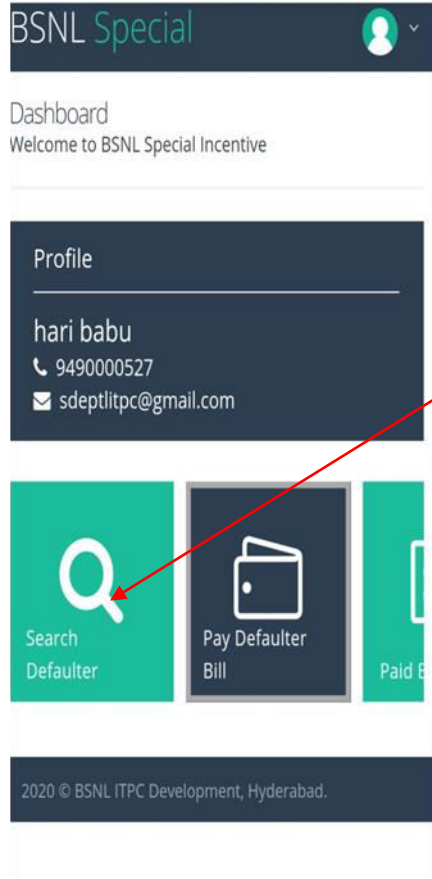 BSNL Special
Dashboard
Welcome to BSNL Special Incentive
Profile
hari babu
9490000527
sdeptlitpc@gmail.com
Search
Defaulter
Pay Defaulter
Bill
Paid
2020 © BSNL ITPC Development, Hyderabad.